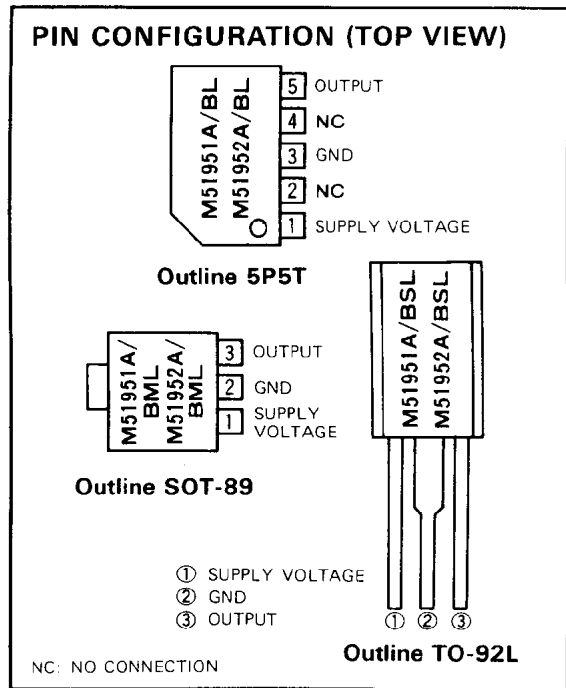 PIN CONFIGURATION (TOP VIEW)
M51951A/BL
M51952A/BL
5 OUTPUT
4 NC
3 GND
2 NC
1 SUPPLY VOLTAGE
Outline 5P5T
M51951A/
BML
M51952A/
BML
3 OUTPUT
2 GND
1 SUPPLY
VOLTAGE
Outline SOT-89
M51951A/BSL
M51952A/BSL
① SUPPLY VOLTAGE
② GND
③ OUTPUT
① ② ③
Outline TO-92L
NC: NO CONNECTION